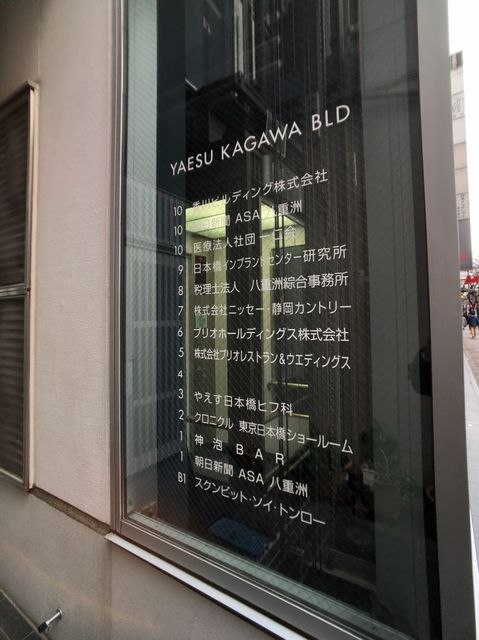 YAESU KAGAWA BLD
10 香川ビルディング株式会社
10 朝日新聞 ASA 八重洲
10 医療法人社団 一口会
9 日本橋インプラントセンター研究所
8 税理士法人 八重洲綜合事務所
7 株式会社ニッセー・静岡カントリー
6 プリオホールディングス株式会社
5 株式会社プリオレストラン&ウエディングス
4
3 やえす日本橋ヒフ科
2 クロニクル 東京日本橋ショールーム
1 神泡BAR
1 朝日新聞 ASA 八重洲
B1 スクンビット・ソイ・トンロー